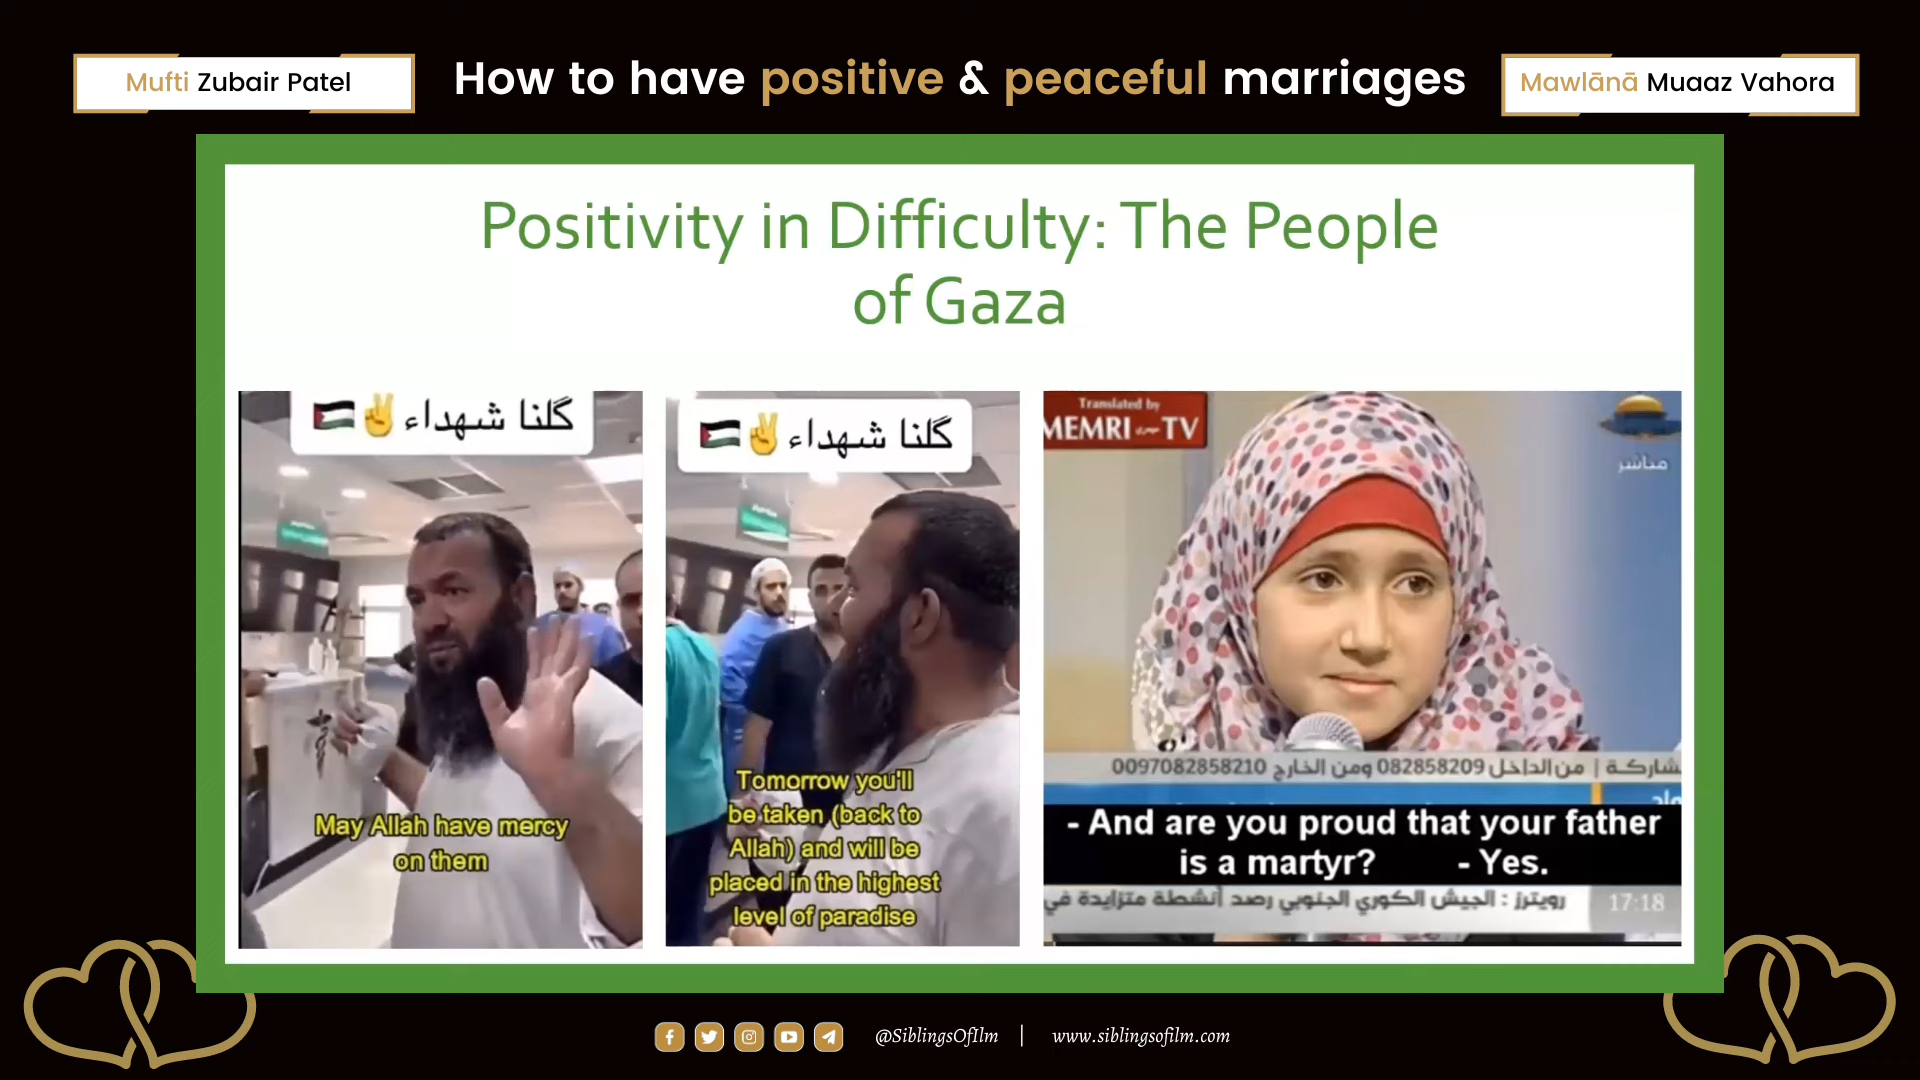 Mufti Zubair Patel
How to have positive & peaceful marriages
Mawlānā Muaaz Vahora
Positivity in Difficulty: The People
of Gaza
گلنا شهداء
May Allah have mercy
on them
گلنا شهداء
Tomorrow you'll
be taken (back to
Allah) and will be
placed in the highest
level of paradise
Translated by
MEMRI TV
مباشر
شاركة | من الداخل 082858209 ومن الخارج 0097082858210
- And are you proud that your father
is a martyr? - Yes.
رويترز : الجيش الكوري الجنوبي رصد أنشطة متزايدة في
17:18
@SiblingsOfIlm | www.siblingsofilm.com